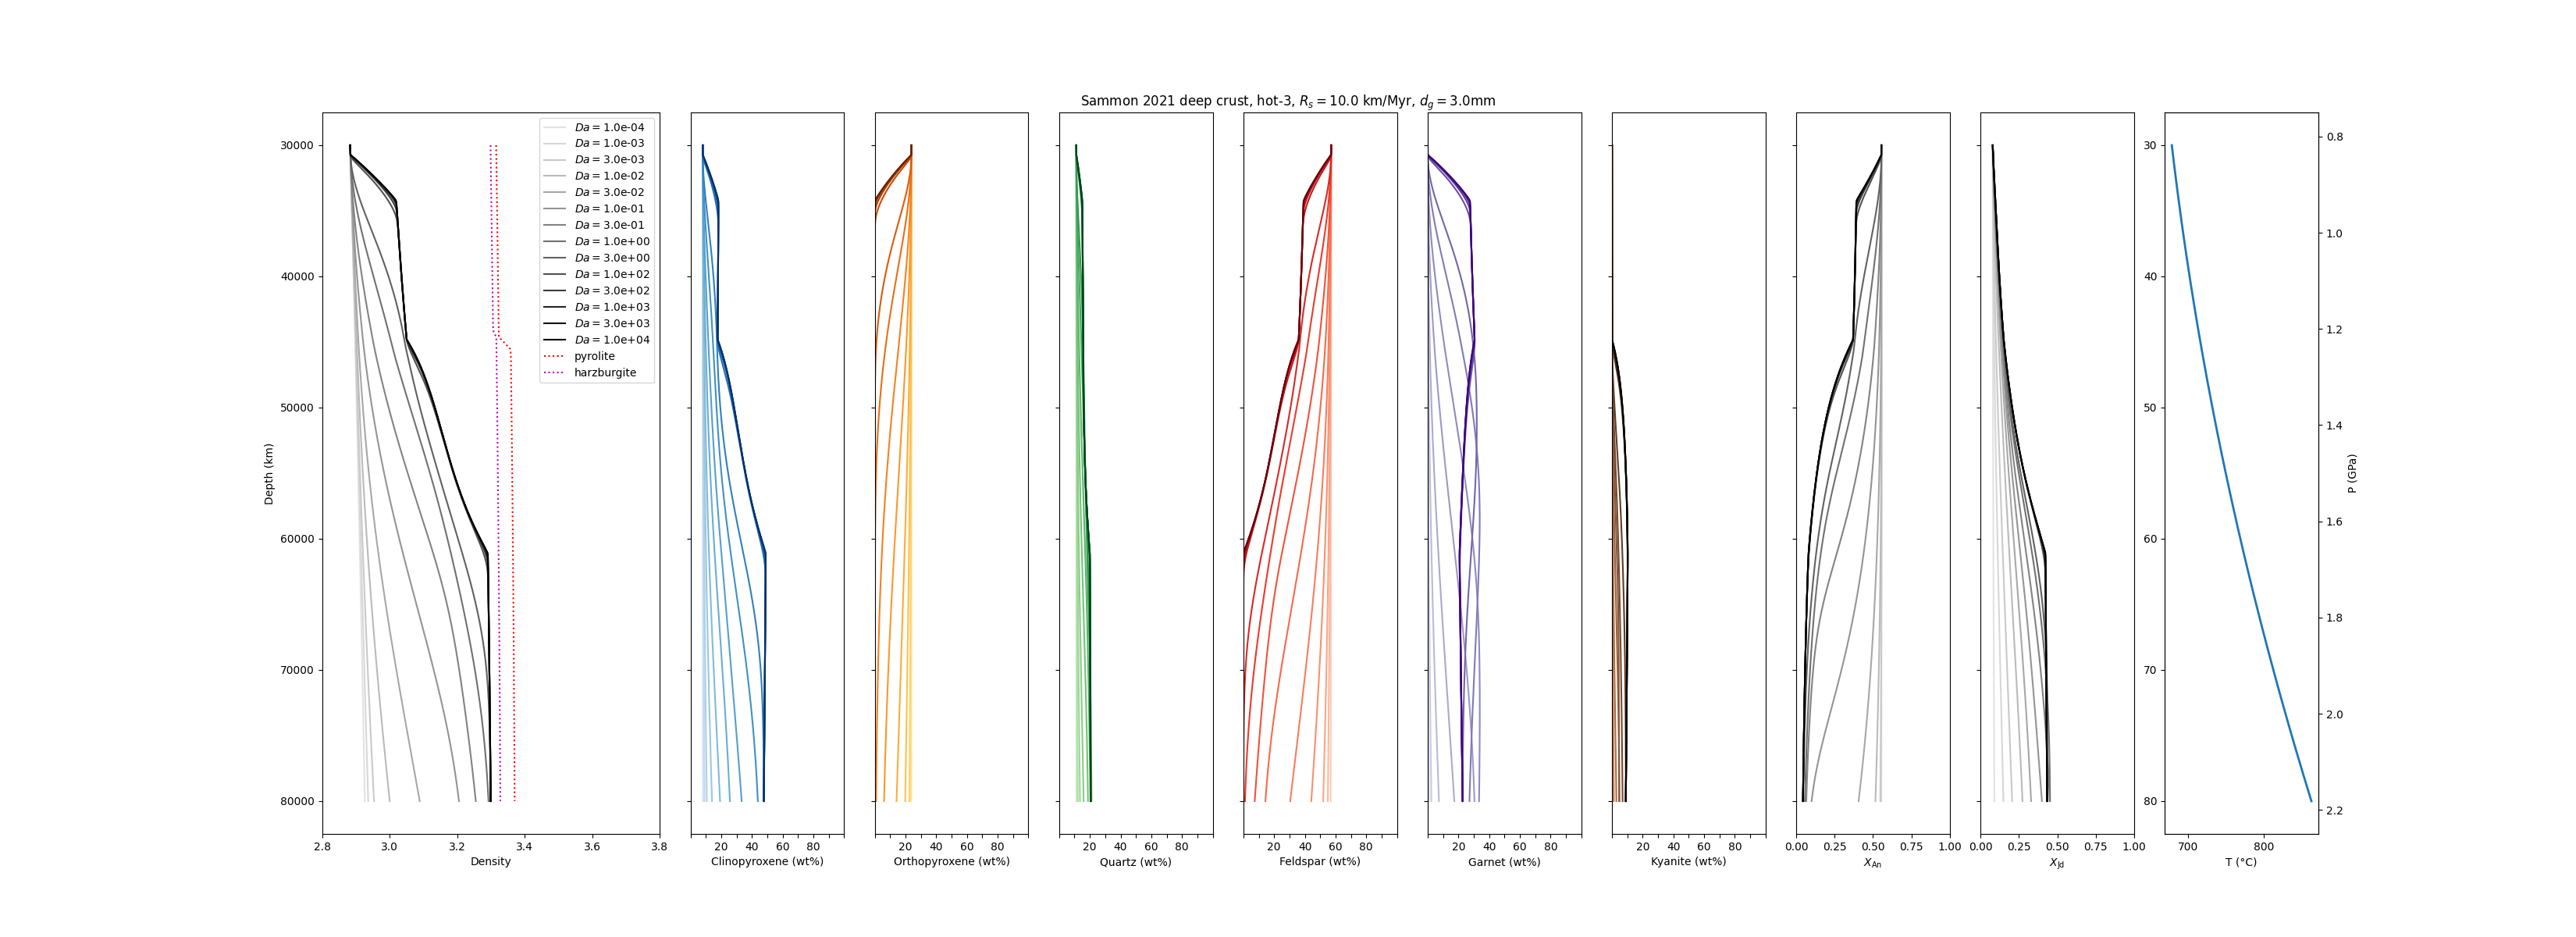 Sammon 2021 deep crust, hot-3, Rₛ = 10.0 km/Myr, d_g = 3.0mm
Da = 1.0e-04
Da = 1.0e-03
Da = 3.0e-03
Da = 1.0e-02
Da = 3.0e-02
Da = 1.0e-01
Da = 3.0e-01
Da = 1.0e+00
Da = 3.0e+00
Da = 1.0e+02
Da = 3.0e+02
Da = 1.0e+03
Da = 3.0e+03
Da = 1.0e+04
pyrolite
harzburgite
Depth (km)
30000
40000
50000
60000
70000
80000
2.8 3.0 3.2 3.4 3.6 3.8
Density
20 40 60 80
Clinopyroxene (wt%)
20 40 60 80
Orthopyroxene (wt%)
20 40 60 80
Quartz (wt%)
20 40 60 80
Feldspar (wt%)
20 40 60 80
Garnet (wt%)
20 40 60 80
Kyanite (wt%)
0.00 0.25 0.50 0.75 1.00
X_An
0.00 0.25 0.50 0.75 1.00
X_Jd
30
40
50
60
70
80
700 800
T (°C)
0.8
1.0
1.2
1.4
1.6
1.8
2.0
2.2
P (GPa)